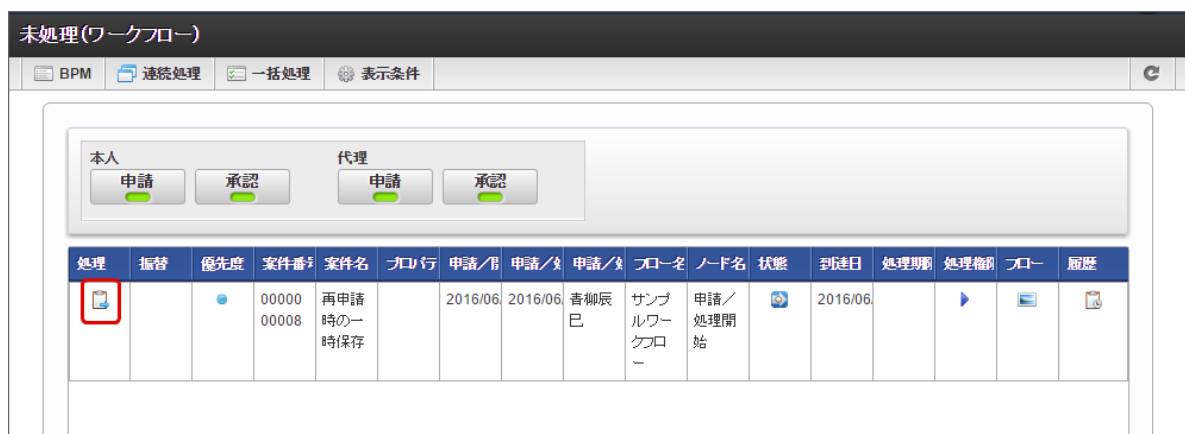 未処理(ワークフロー)
BPM 連続処理 一括処理 表示条件
本人 代理
申請 承認 申請 承認
処理 振替 優先度 案件番 案件名 プロパテ 申請/ 申請/ 申請/ フロー名 ノード名 状態 到達日 処理期 処理権 フロー 履歴
00000 再申請 2016/06 2016/06 青柳辰 サンプ 申請/ 2016/06
00008 時の一 巳 ルワー 処理開
時保存 クフロ 始
ー